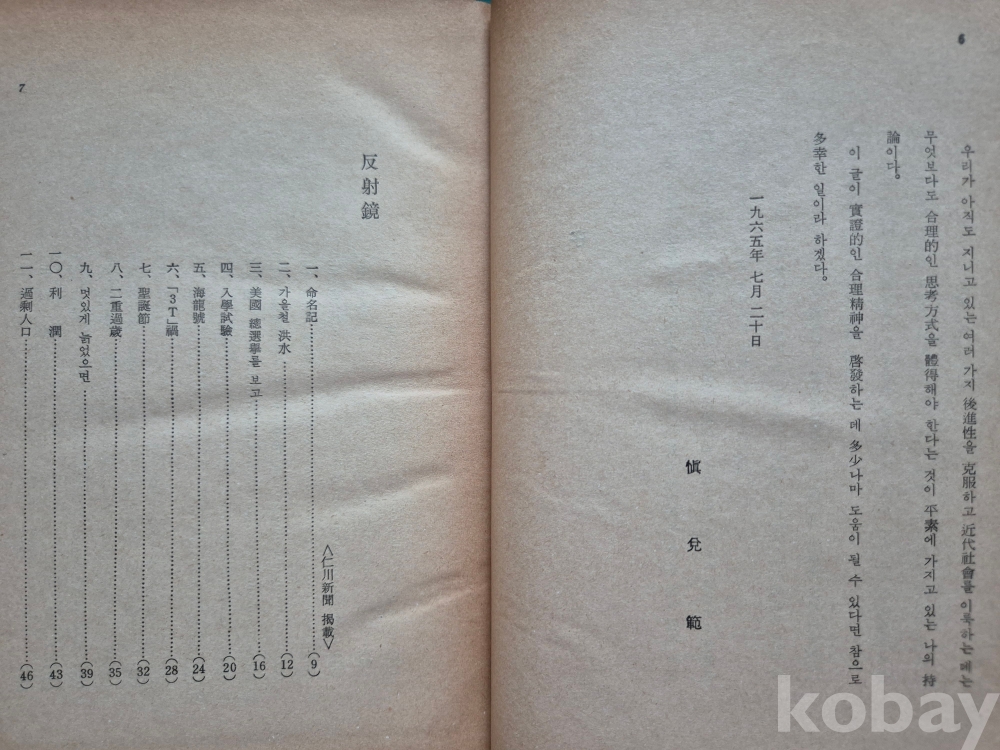 6
우리가 아직도 지니고 있는 여러 가지 後進性을 克服하고 近代社會를 이룩하는 데는
무엇보다도 合理的인 思考方式을 體得해야 한다는 것이 平素에 가지고 있는 나의 持
論이다。
이 글이 實證的인 合理精神을 啓發하는 데 多少나마 도움이 될 수 있다면 참으로
多幸한 일이라 하겠다。
一九六五年 七月 二十日
愼兌範
7
反射鏡
〈仁川新聞 揭載〉
一、命名記……(9)
二、가을철 洪水……(12)
三、美國 總選擧를 보고……(16)
四、入學試驗……(20)
五、海龍號……(24)
六、「3T」禍……(28)
七、聖誕節……(32)
八、二重過歲……(35)
九、멋있게 늙었으면……(39)
一〇、利 潤……(43)
一一、過剩人口……(46)
kobay